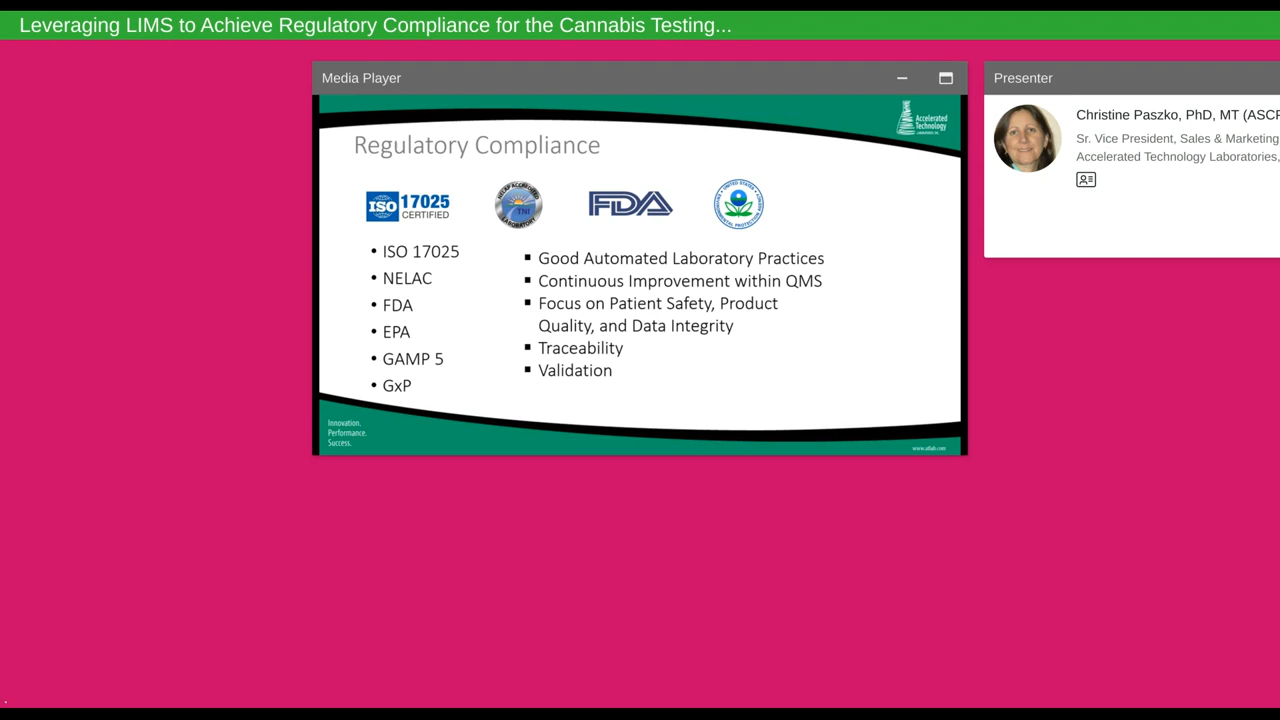 Leveraging LIMS to Achieve Regulatory Compliance for the Cannabis Testing...
Media Player
Presenter
Accelerated
Technology
Regulatory Compliance
ISO 17025
CERTIFIED
TNI
LABORATORY
FDA
UNITED STATES
• ISO 17025
• NELAC
• FDA
• EPA
• GAMP 5
• GxP
▪ Good Automated Laboratory Practices
▪ Continuous Improvement within QMS
▪ Focus on Patient Safety, Product
Quality, and Data Integrity
▪ Traceability
▪ Validation
Innovation.
Performance.
Success.
www.atlab.com
Christine Paszko, PhD, MT (ASCP
Sr. Vice President, Sales & Marketing
Accelerated Technology Laboratories,